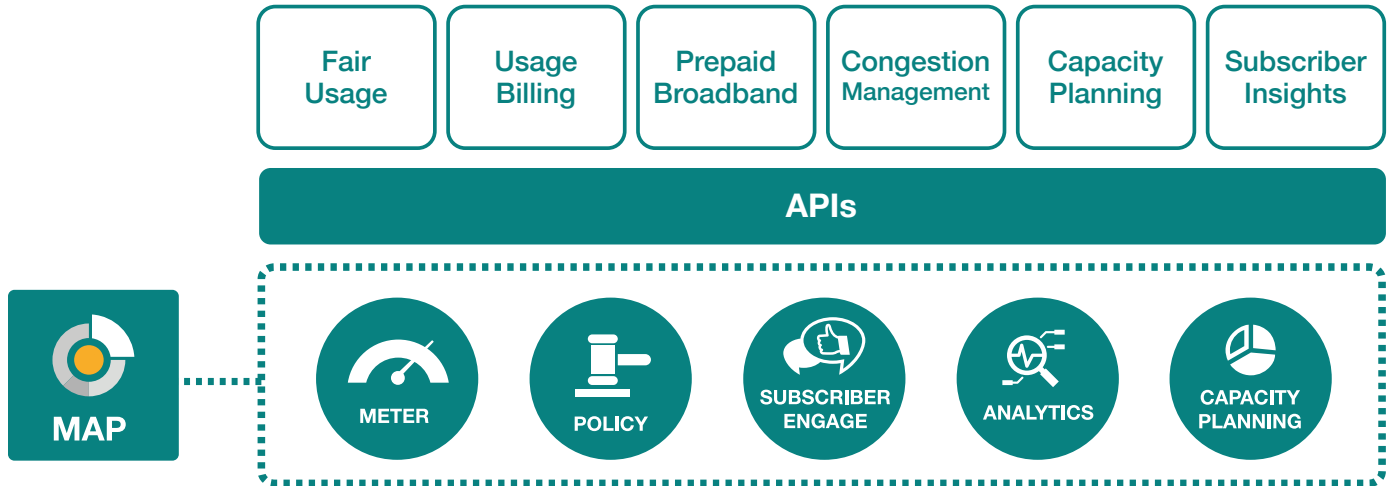 Fair
Usage
Usage
Billing
Prepaid
Broadband
Congestion
Management
Capacity
Planning
Subscriber
Insights
APIs
MAP
METER
POLICY
SUBSCRIBER
ENGAGE
ANALYTICS
CAPACITY
PLANNING